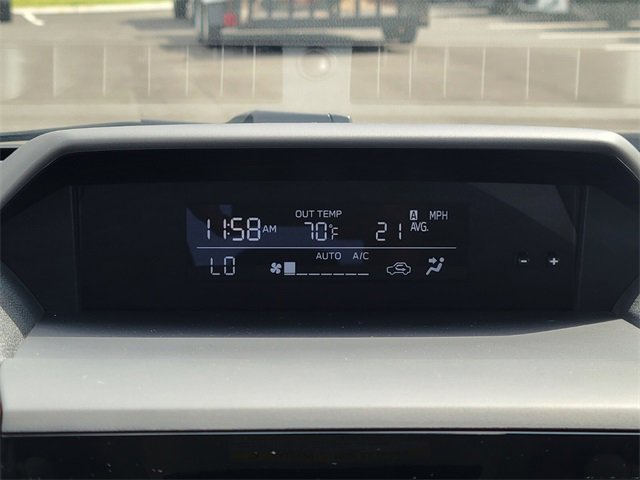 OUT TEMP A MPH
11:58AM 70°F 21 AVG.
AUTO A/C
LO
- +